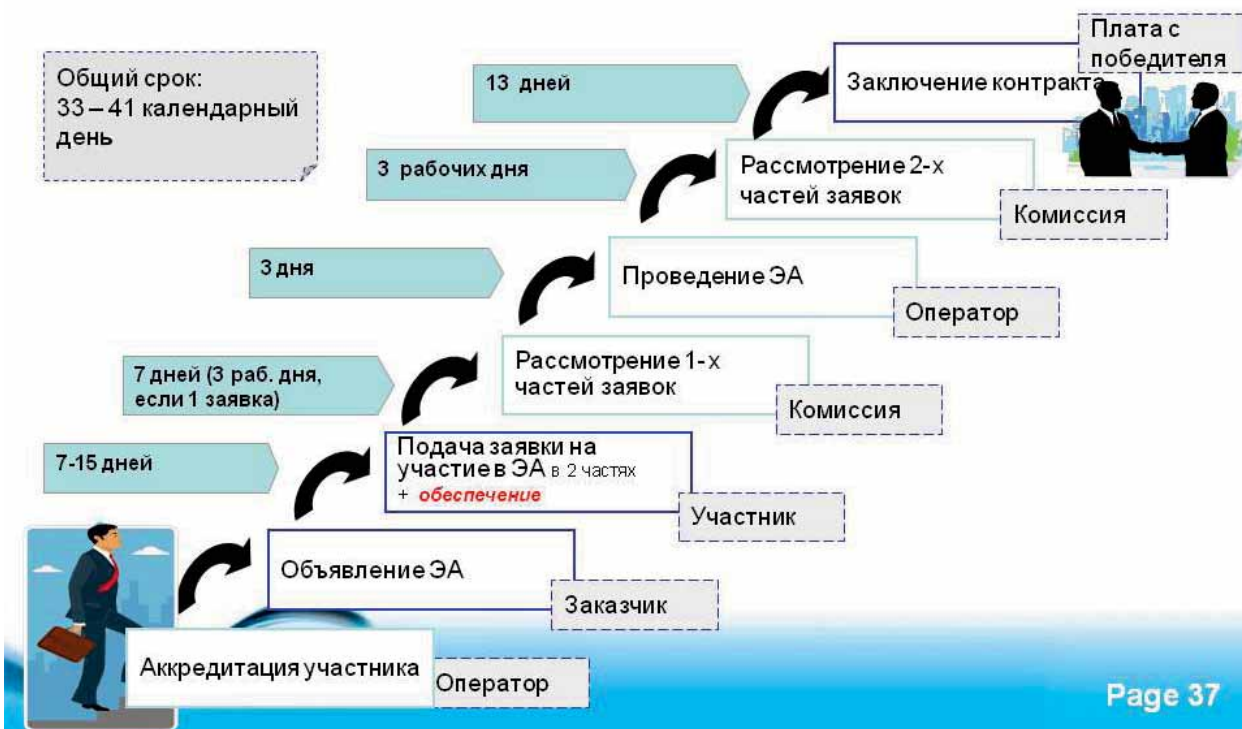 Плата с
победителя
Общий срок:
33 – 41 календарный
день
13 дней
Заключение контракта
3 рабочих дня
Рассмотрение 2-х
частей заявок
Комиссия
3 дня
Проведение ЭА
Оператор
7 дней (3 раб. дня,
если 1 заявка)
Рассмотрение 1-х
частей заявок
Комиссия
7-15 дней
Подача заявки на
участие в ЭА в 2 частях
+ обеспечение
Участник
Объявление ЭА
Заказчик
Аккредитация участника
Оператор
Page 37